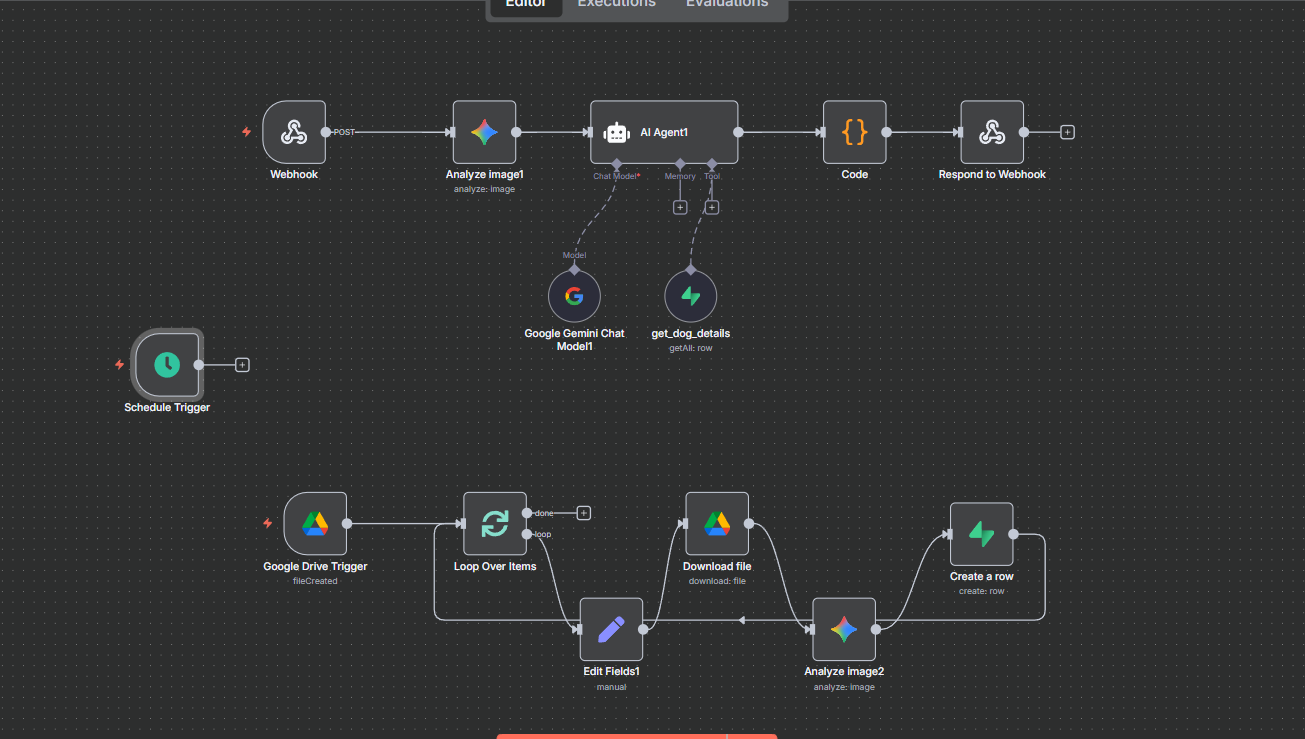 Editor Executions Evaluations
POST
AI Agent1
Webhook
Analyze image1
analyze: image
Chat Model*
Memory
Tool
Code
Respond to Webhook
Model
Google Gemini Chat
Model1
get_dog_details
getAll: row
Schedule Trigger
done
loop
Google Drive Trigger
fileCreated
Loop Over Items
Download file
download: file
Create a row
create: row
Edit Fields1
manual
Analyze image2
analyze: image